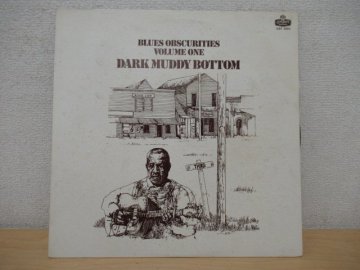 BLUES OBSCURITIES
VOLUME ONE
DARK MUDDY BOTTOM